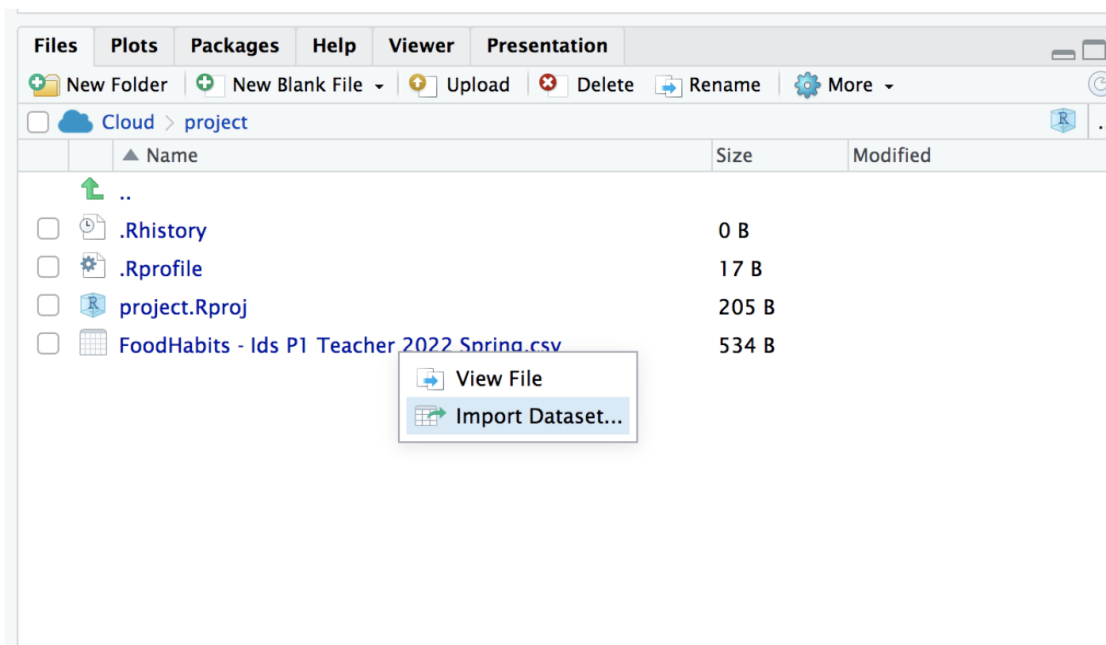 Files Plots Packages Help Viewer Presentation
New Folder New Blank File Upload Delete Rename More
Cloud > project R
Name Size Modified
..
.Rhistory 0 B
.Rprofile 17 B
R project.Rproj 205 B
FoodHabits - Ids P1 Teacher 2022 Spring.csv 534 B
View File
Import Dataset...